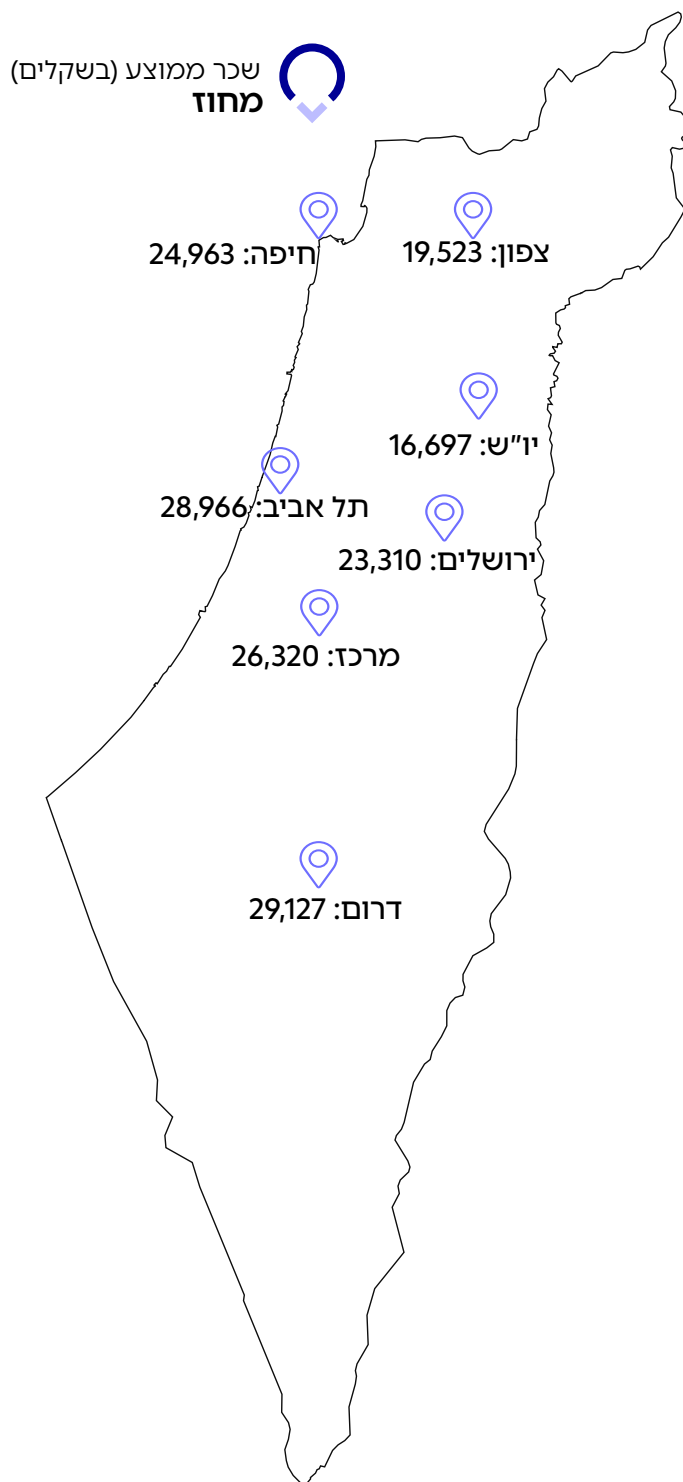 שכר ממוצע (בשקלים)
מחוז
צפון: 19,523
חיפה: 24,963
יו"ש: 16,697
תל אביב: 28,966
ירושלים: 23,310
מרכז: 26,320
דרום: 29,127